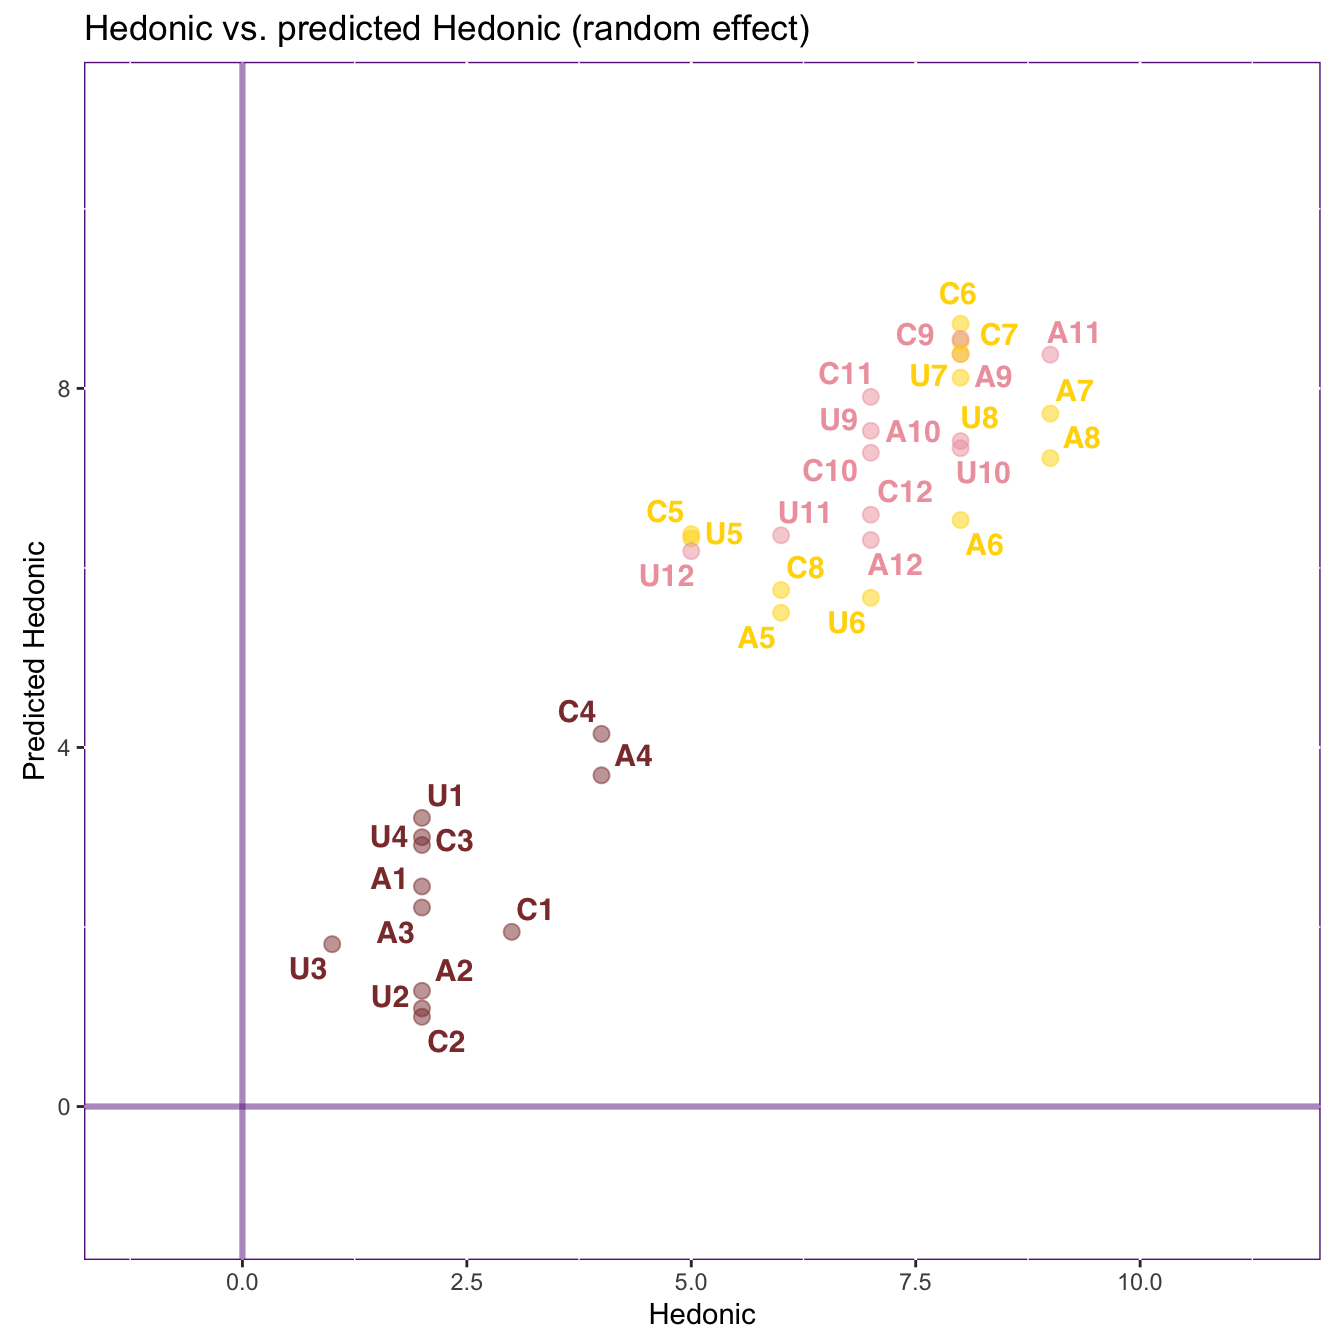 Hedonic vs. predicted Hedonic (random effect)
Predicted Hedonic
8
4
0
C6
C9
C7
A11
C11
U7
A9
A7
U9
A10
U8
A8
C10
U10
C12
C5
U5
U11
A6
U12
C8
A12
A5
U6
C4
A4
U1
U4
C3
A1
C1
A3
U3
A2
U2
C2
0.0
2.5
5.0
7.5
10.0
Hedonic